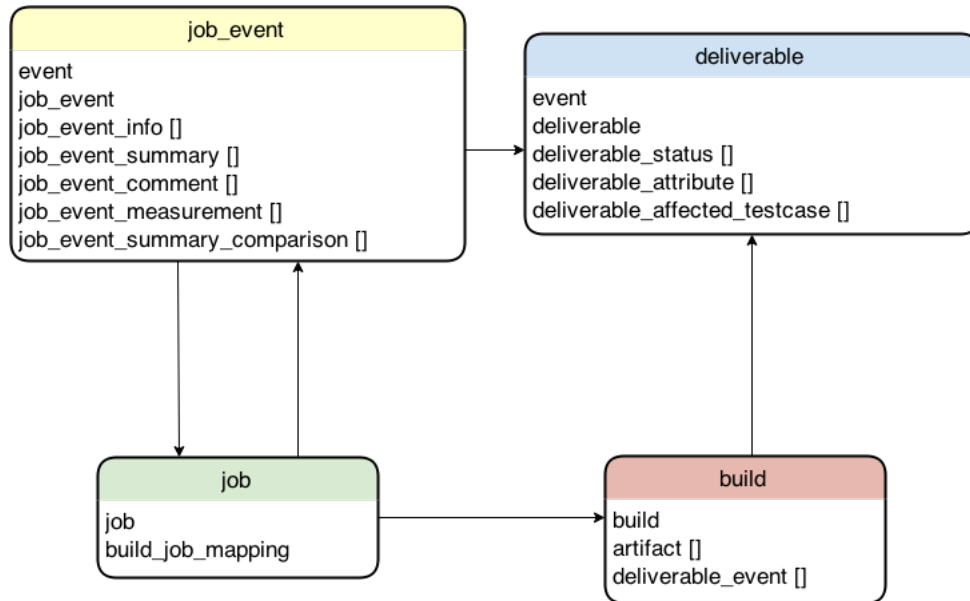 job_event
event
job_event
job_event_info []
job_event_summary []
job_event_comment []
job_event_measurement []
job_event_summary_comparison []
deliverable
event
deliverable
deliverable_status []
deliverable_attribute []
deliverable_affected_testcase []
job
job
build_job_mapping
build
build
artifact []
deliverable_event []